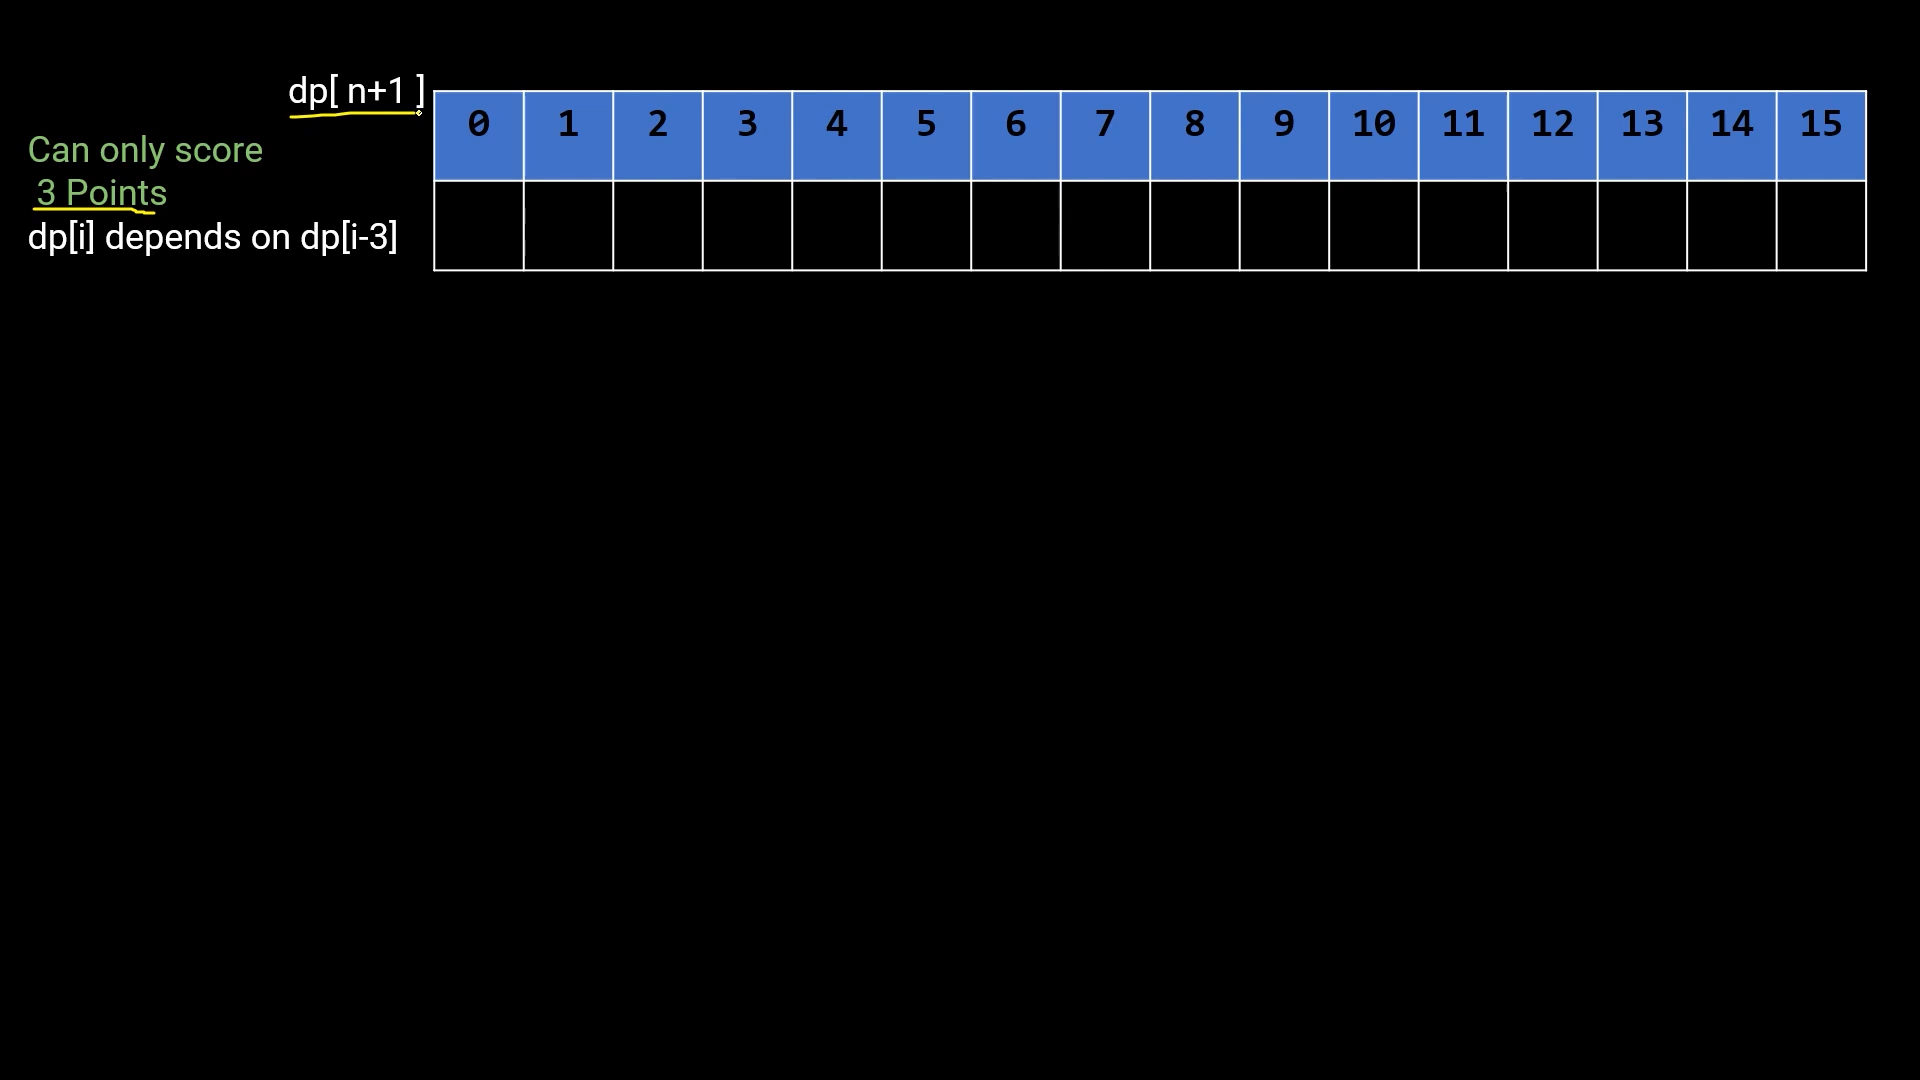 dp[ n+1 ]
0 1 2 3 4 5 6 7 8 9 10 11 12 13 14 15
Can only score
3 Points
dp[i] depends on dp[i-3]